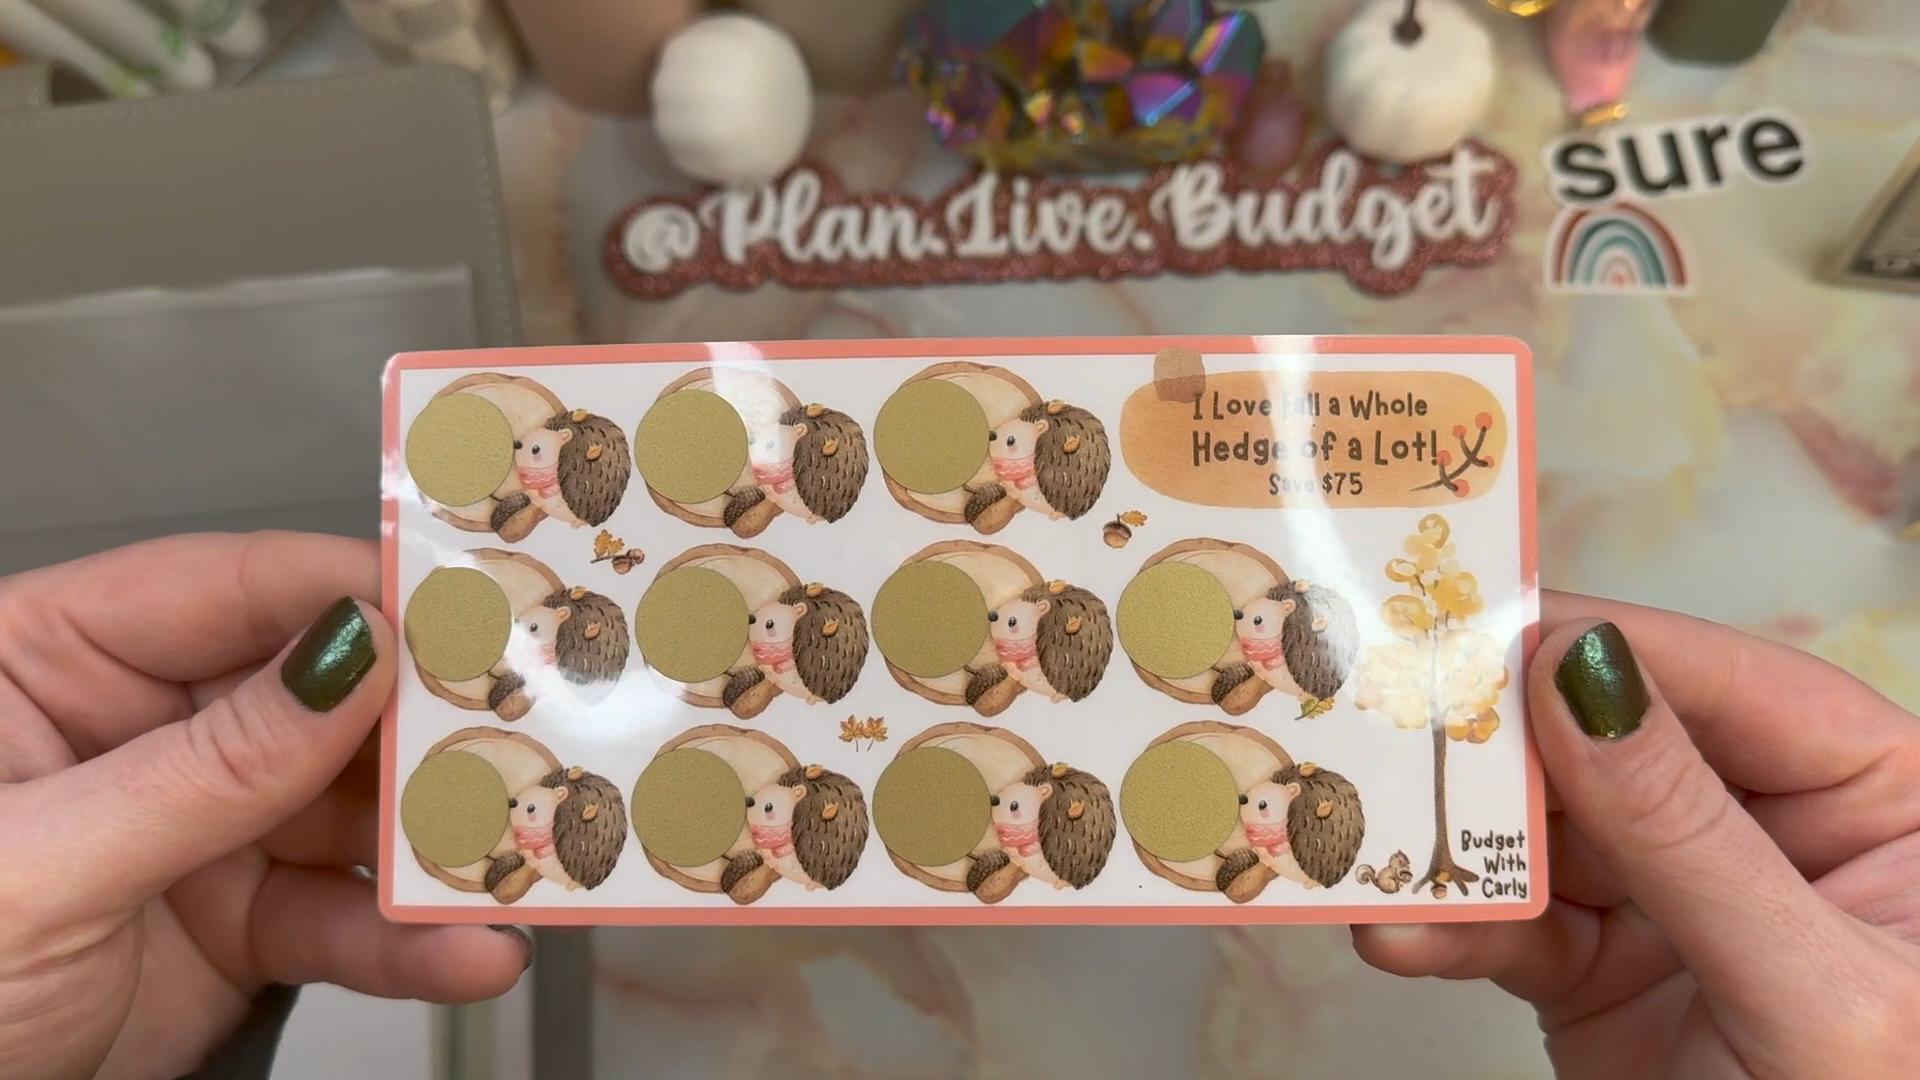 @Plan.Live.Budget
sure
I Love Fall a Whole
Hedge of a Lot!
Save $75
Budget
With
Carly